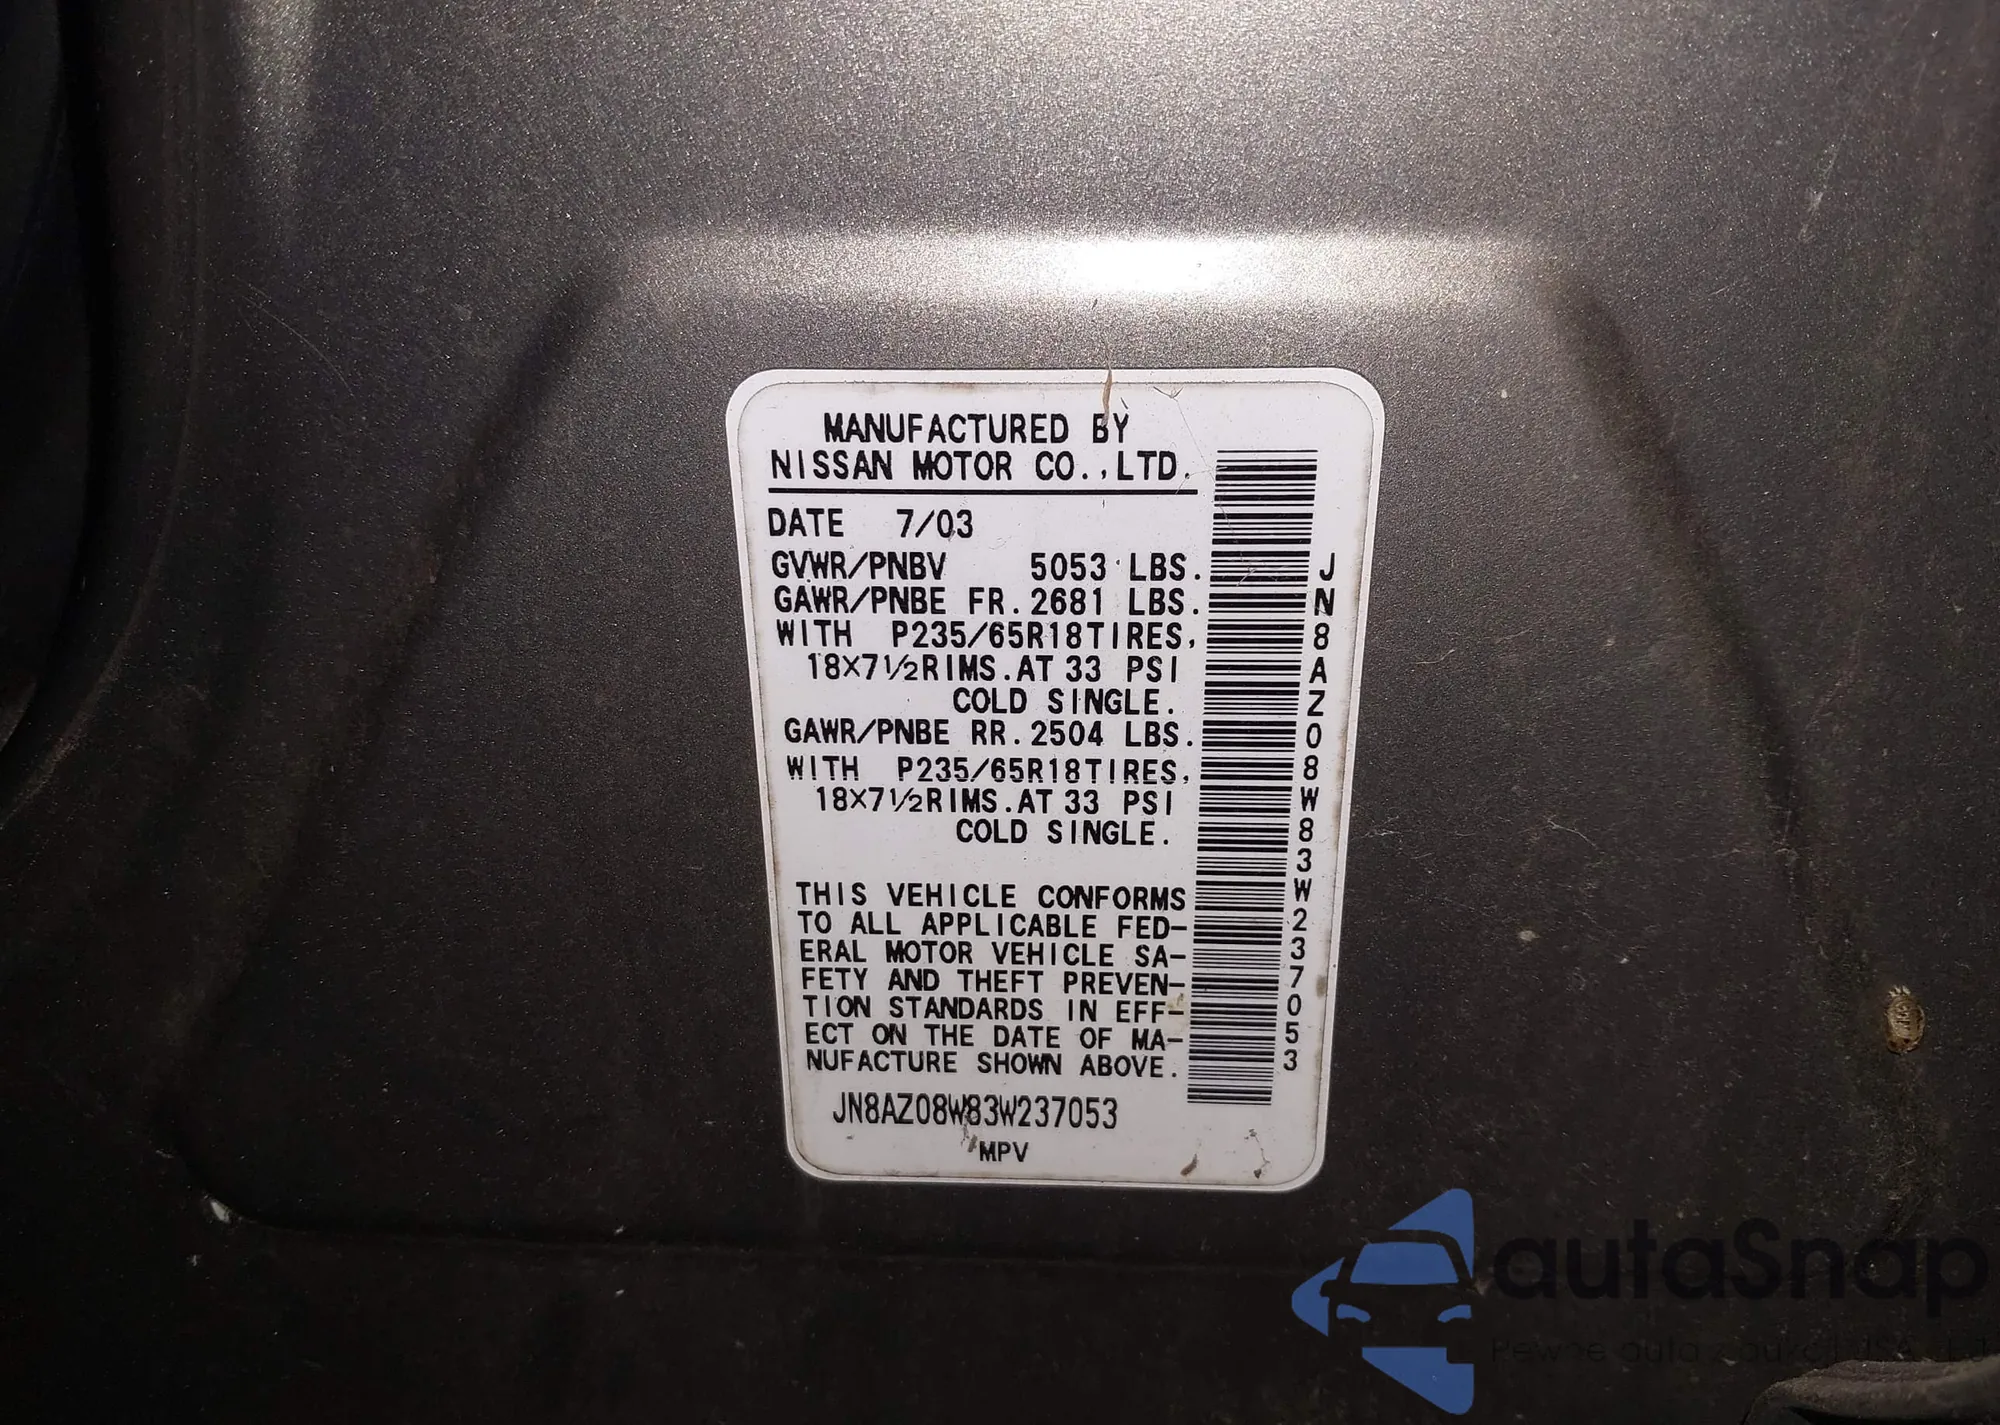 MANUFACTURED BY
NISSAN MOTOR CO.,LTD.
DATE 7/03
GVWR/PNBV 5053 LBS.
GAWR/PNBE FR. 2681 LBS.
WITH P235/65R18TIRES,
18×7½RIMS.AT 33 PSI
COLD SINGLE.
GAWR/PNBE RR. 2504 LBS.
WITH P235/65R18TIRES,
18×7½RIMS.AT 33 PSI
COLD SINGLE.
THIS VEHICLE CONFORMS
TO ALL APPLICABLE FED-
ERAL MOTOR VEHICLE SA-
FETY AND THEFT PREVEN-
TION STANDARDS IN EFF-
ECT ON THE DATE OF MA-
NUFACTURE SHOWN ABOVE.
JN8AZ08W83W237053
MPV
JN8AZ08W83W237053
autaSnap
Pewne auta z aukcji USA